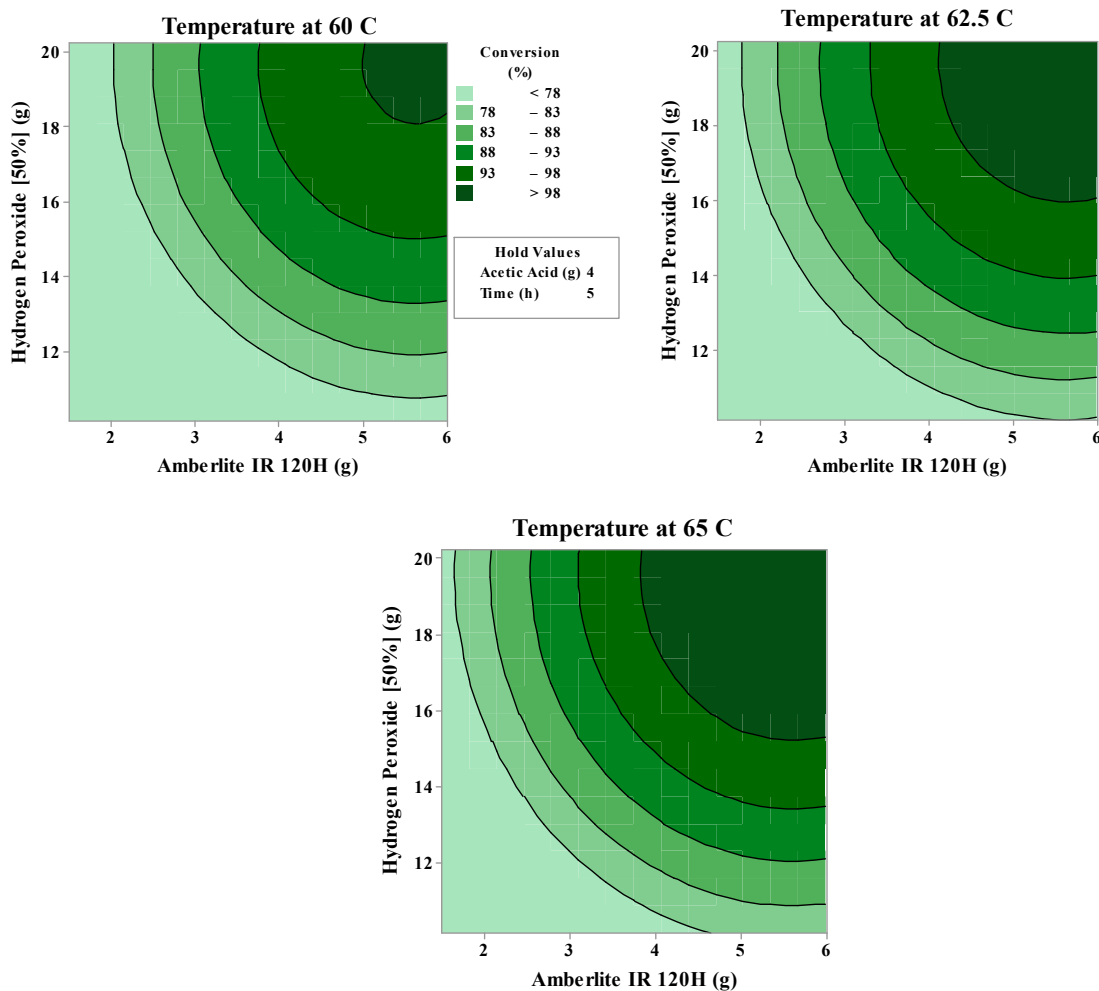 Temperature at 60 C
Hydrogen Peroxide [50%] (g)
20
18
16
14
12
2 3 4 5 6
Amberlite IR 120H (g)
Conversion
(%)
< 78
78 – 83
83 – 88
88 – 93
93 – 98
> 98
Hold Values
Acetic Acid (g) 4
Time (h) 5
Temperature at 62.5 C
Hydrogen Peroxide [50%] (g)
20
18
16
14
12
2 3 4 5 6
Amberlite IR 120H (g)
Temperature at 65 C
Hydrogen Peroxide [50%] (g)
20
18
16
14
12
2 3 4 5 6
Amberlite IR 120H (g)